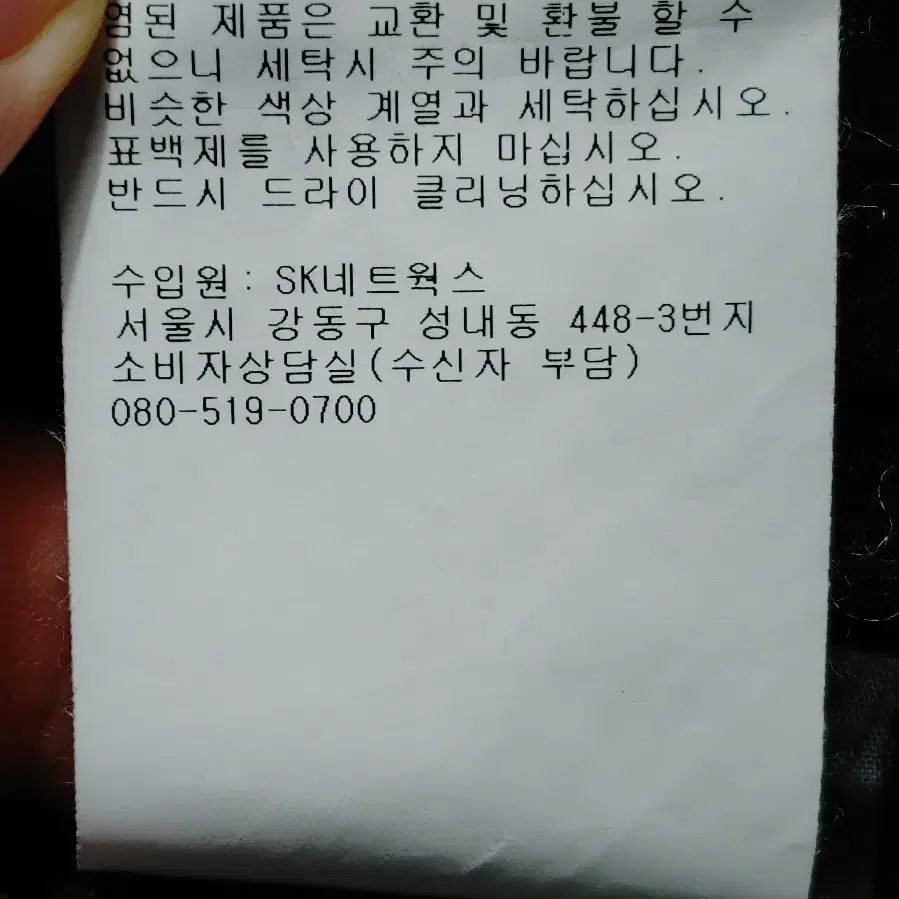 염된 제품은 교환 및 환불 할 수
없으니 세탁시 주의 바랍니다.
비슷한 색상 계열과 세탁하십시오.
표백제를 사용하지 마십시오.
반드시 드라이 클리닝하십시오.
수입원: SK네트웍스
서울시 강동구 성내동 448-3번지
소비자상담실(수신자 부담)
080-519-0700